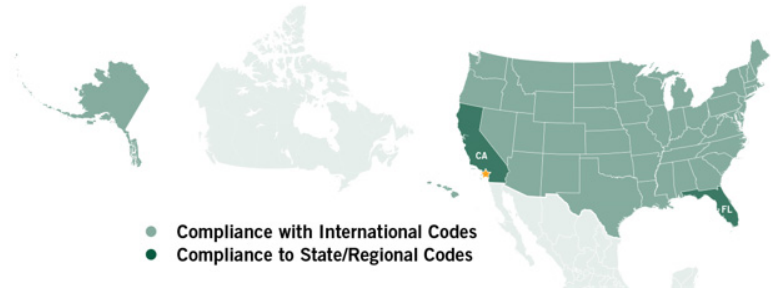 CA
FL
Compliance with International Codes
Compliance to State/Regional Codes